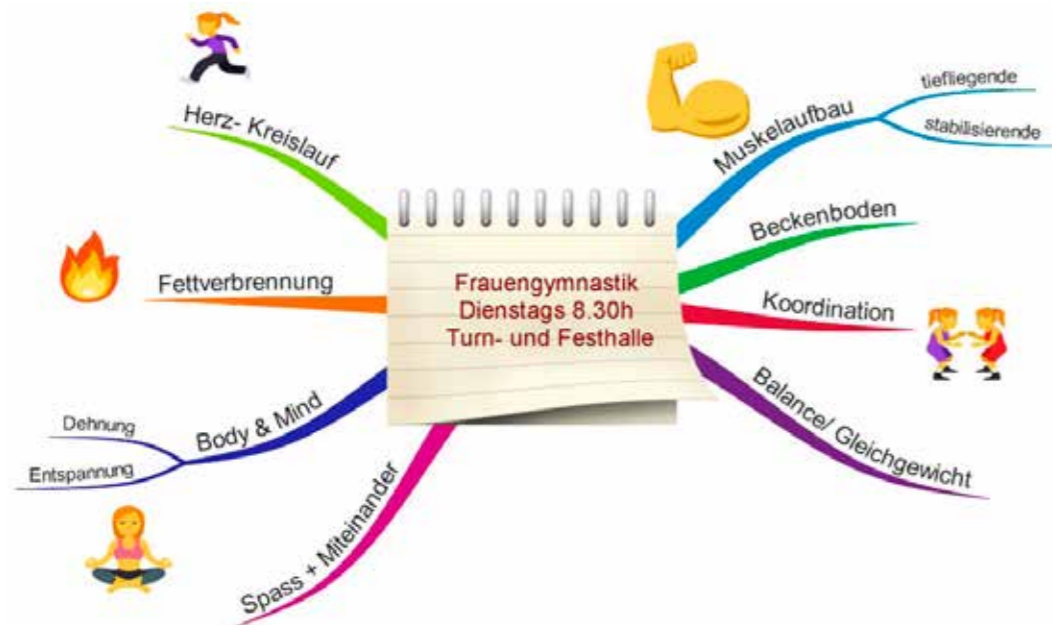 Frauengymnastik
Dienstags 8.30h
Turn- und Festhalle
Muskelaufbau
tiefliegende
stabilisierende
Beckenboden
Koordination
Balance/ Gleichgewicht
Spass + Miteinander
Body & Mind
Dehnung
Entspannung
Fettverbrennung
Herz- Kreislauf